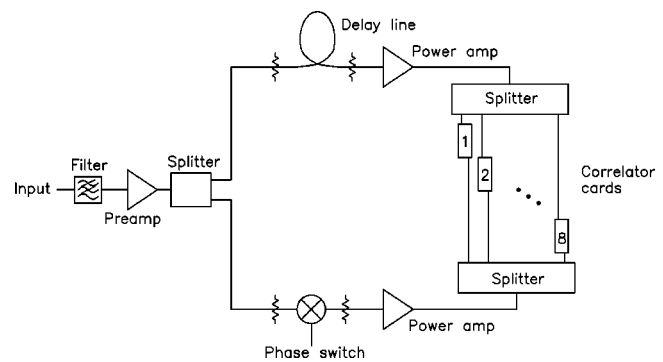 Delay line
Power amp
Splitter
1
2
8
Correlator
cards
Filter
Splitter
Input
Preamp
Splitter
Power amp
Phase switch